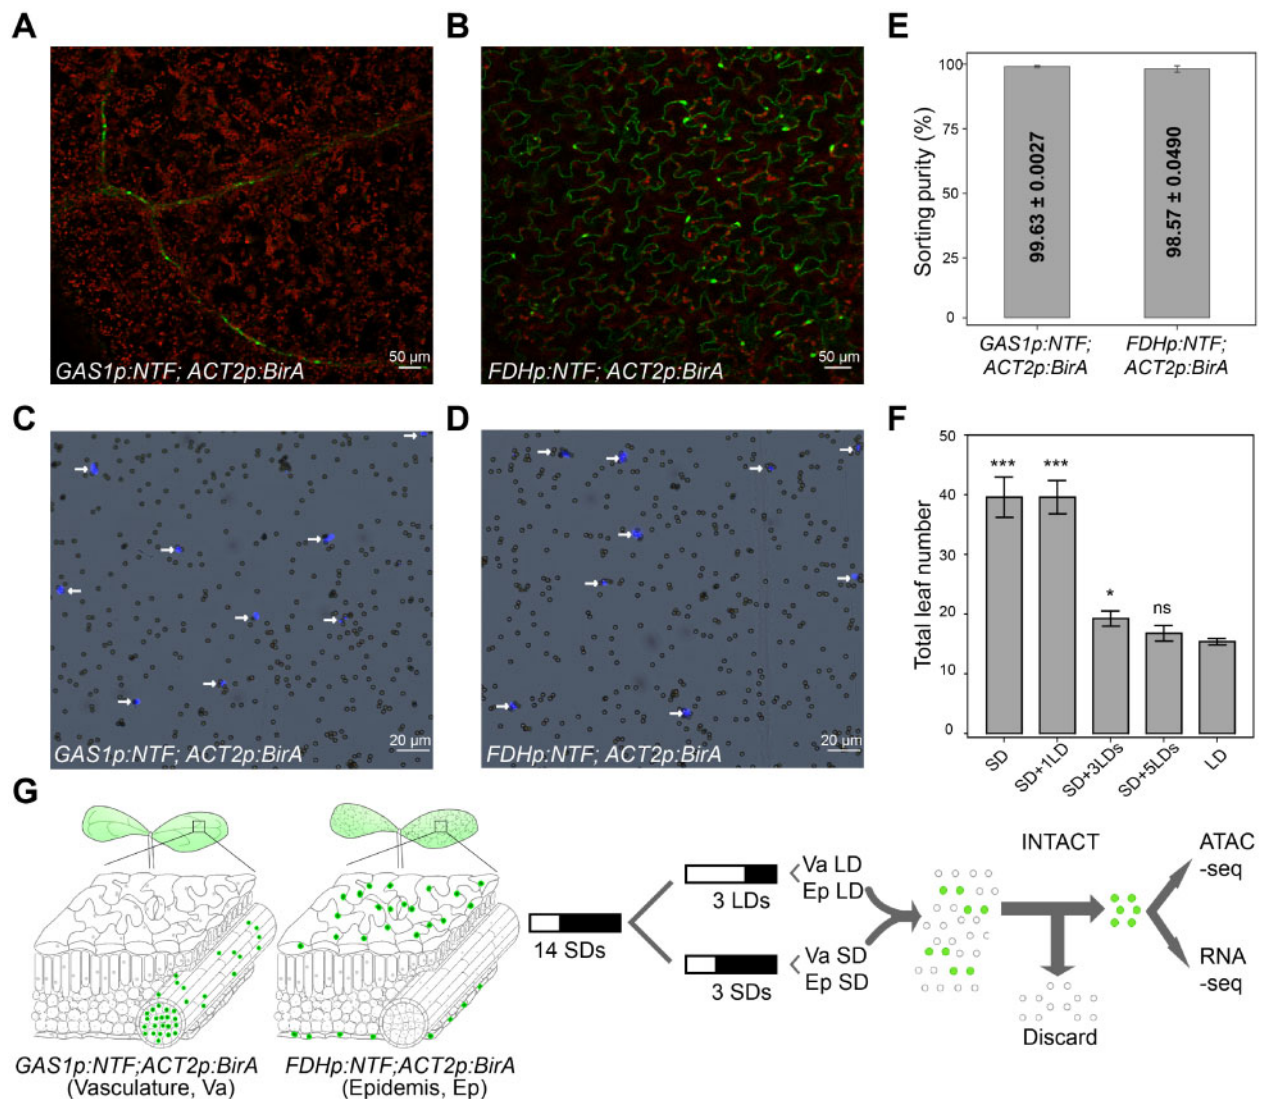 A
GAS1p:NTF; ACT2p:BirA
50 µm
B
FDHp:NTF; ACT2p:BirA
50 µm
E
Sorting purity (%)
100
75
50
25
0
99.63 ± 0.0027
98.57 ± 0.0490
GAS1p:NTF;
ACT2p:BirA
FDHp:NTF;
ACT2p:BirA
C
GAS1p:NTF; ACT2p:BirA
20 µm
D
FDHp:NTF; ACT2p:BirA
20 µm
F
Total leaf number
50
40
30
20
10
0
***
***
*
ns
SD
SD+1LD
SD+3LDs
SD+5LDs
LD
G
GAS1p:NTF;ACT2p:BirA
(Vasculature, Va)
FDHp:NTF;ACT2p:BirA
(Epidemis, Ep)
14 SDs
3 LDs
Va LD
Ep LD
3 SDs
Va SD
Ep SD
INTACT
Discard
ATAC
-seq
RNA
-seq